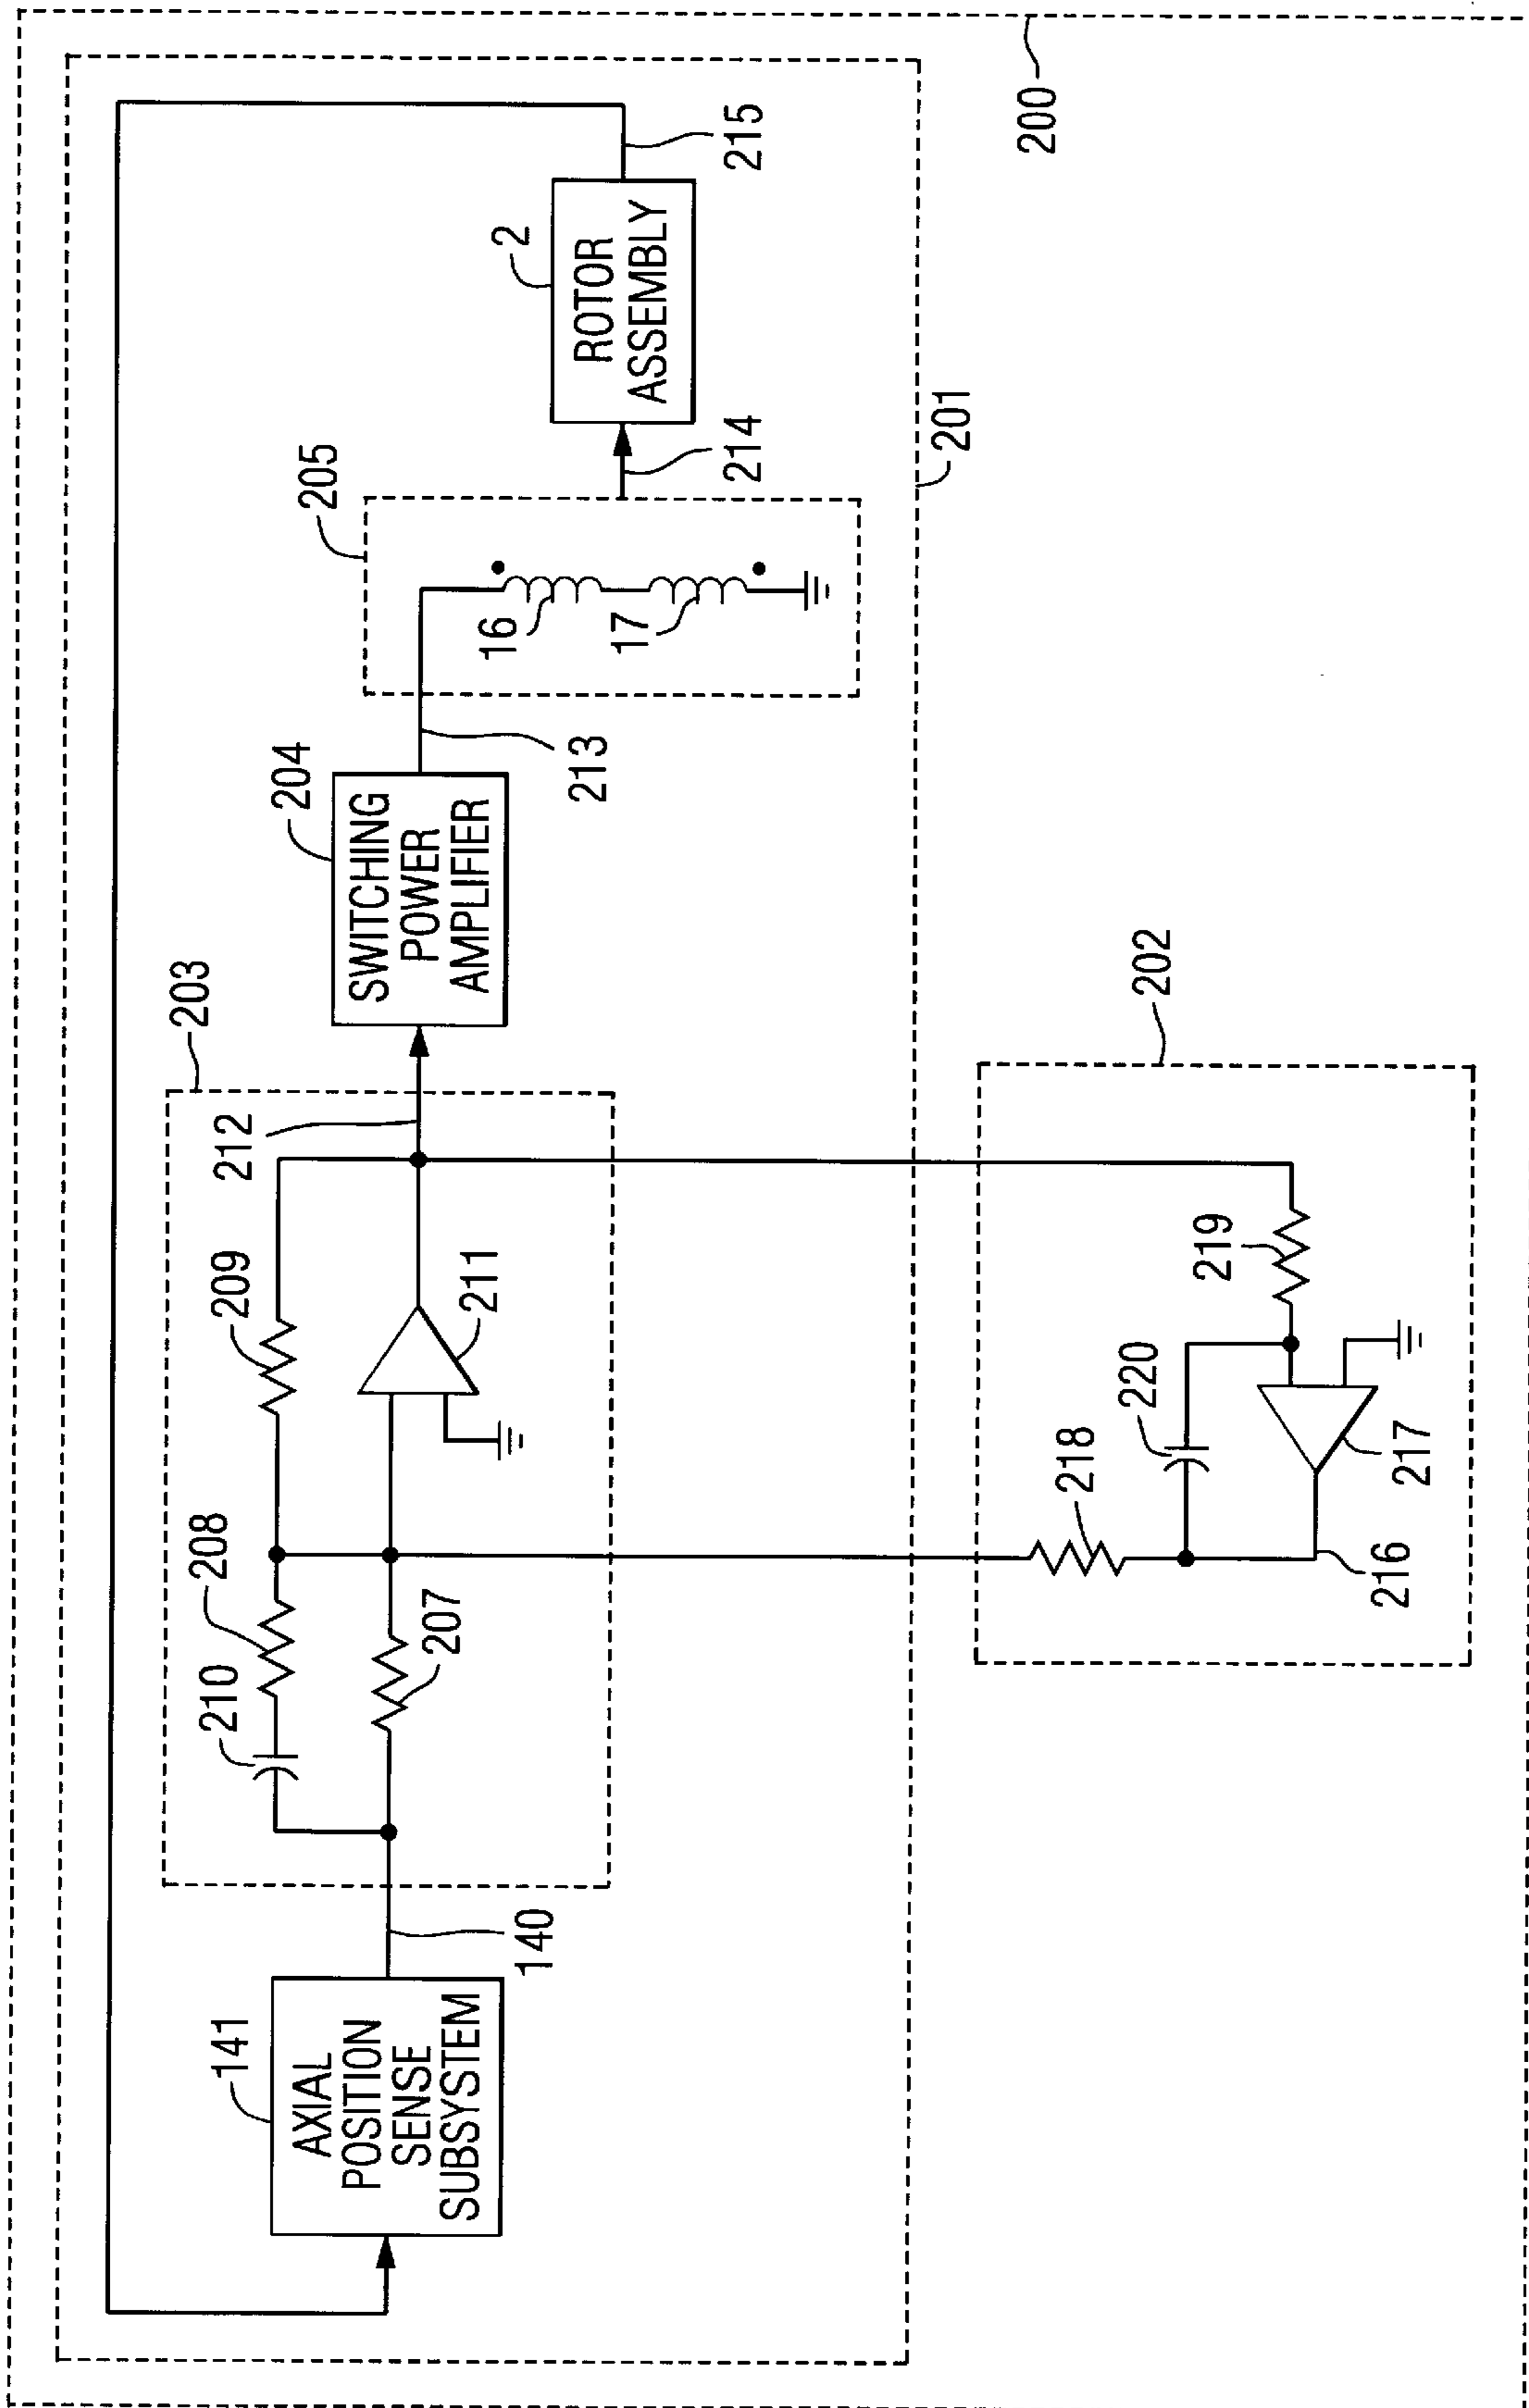 200
201
203
204
205
2
141
AXIAL
POSITION
SENSE
SUBSYSTEM
140
210
208
209
207
211
212
SWITCHING
POWER
AMPLIFIER
213
16
17
214
ROTOR
ASSEMBLY
215
202
218
220
219
216
217